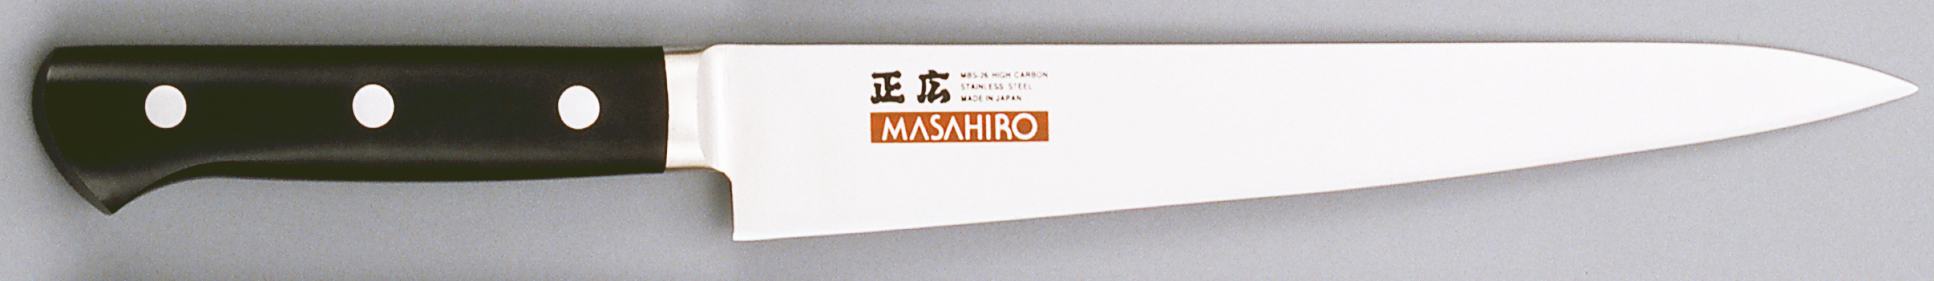 正広
MBS-26 HIGH CARBON
STAINLESS STEEL
MADE IN JAPAN
MASAHIRO